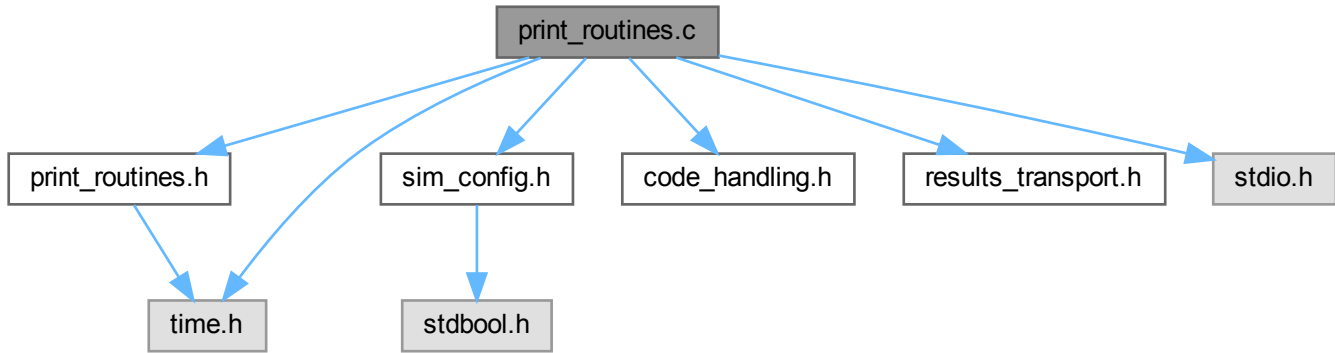 print_routines.c
print_routines.h
sim_config.h
code_handling.h
results_transport.h
stdio.h
time.h
stdbool.h